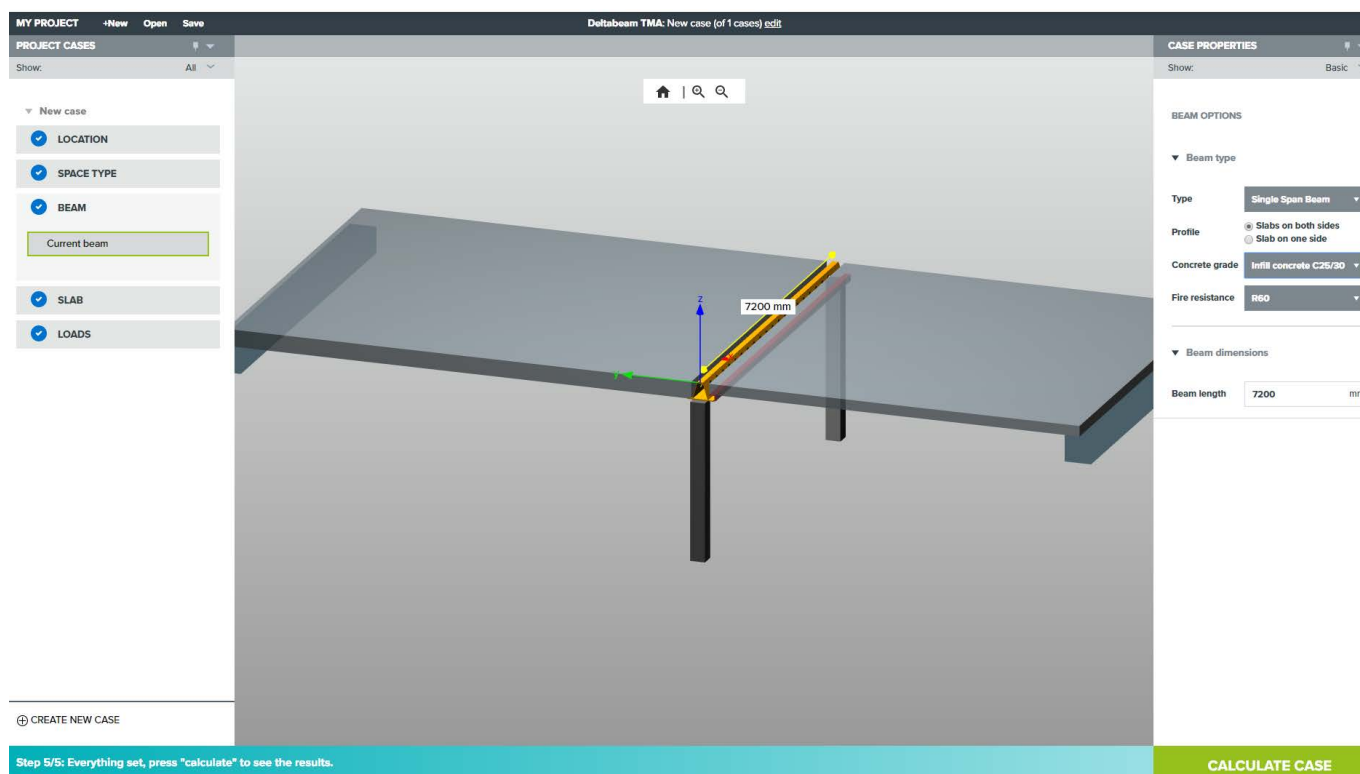 MY PROJECT +New Open Save
Deltabeam TMA: New case (of 1 cases) edit
PROJECT CASES
Show: All
New case
LOCATION
SPACE TYPE
BEAM
Current beam
SLAB
LOADS
CREATE NEW CASE
z
7200 mm
CASE PROPERTIES
Show: Basic
BEAM OPTIONS
Beam type
Type Single Span Beam
Profile Slabs on both sides
Slab on one side
Concrete grade Infill concrete C25/30
Fire resistance R60
Beam dimensions
Beam length 7200 mm
Step 5/5: Everything set, press "calculate" to see the results.
CALCULATE CASE